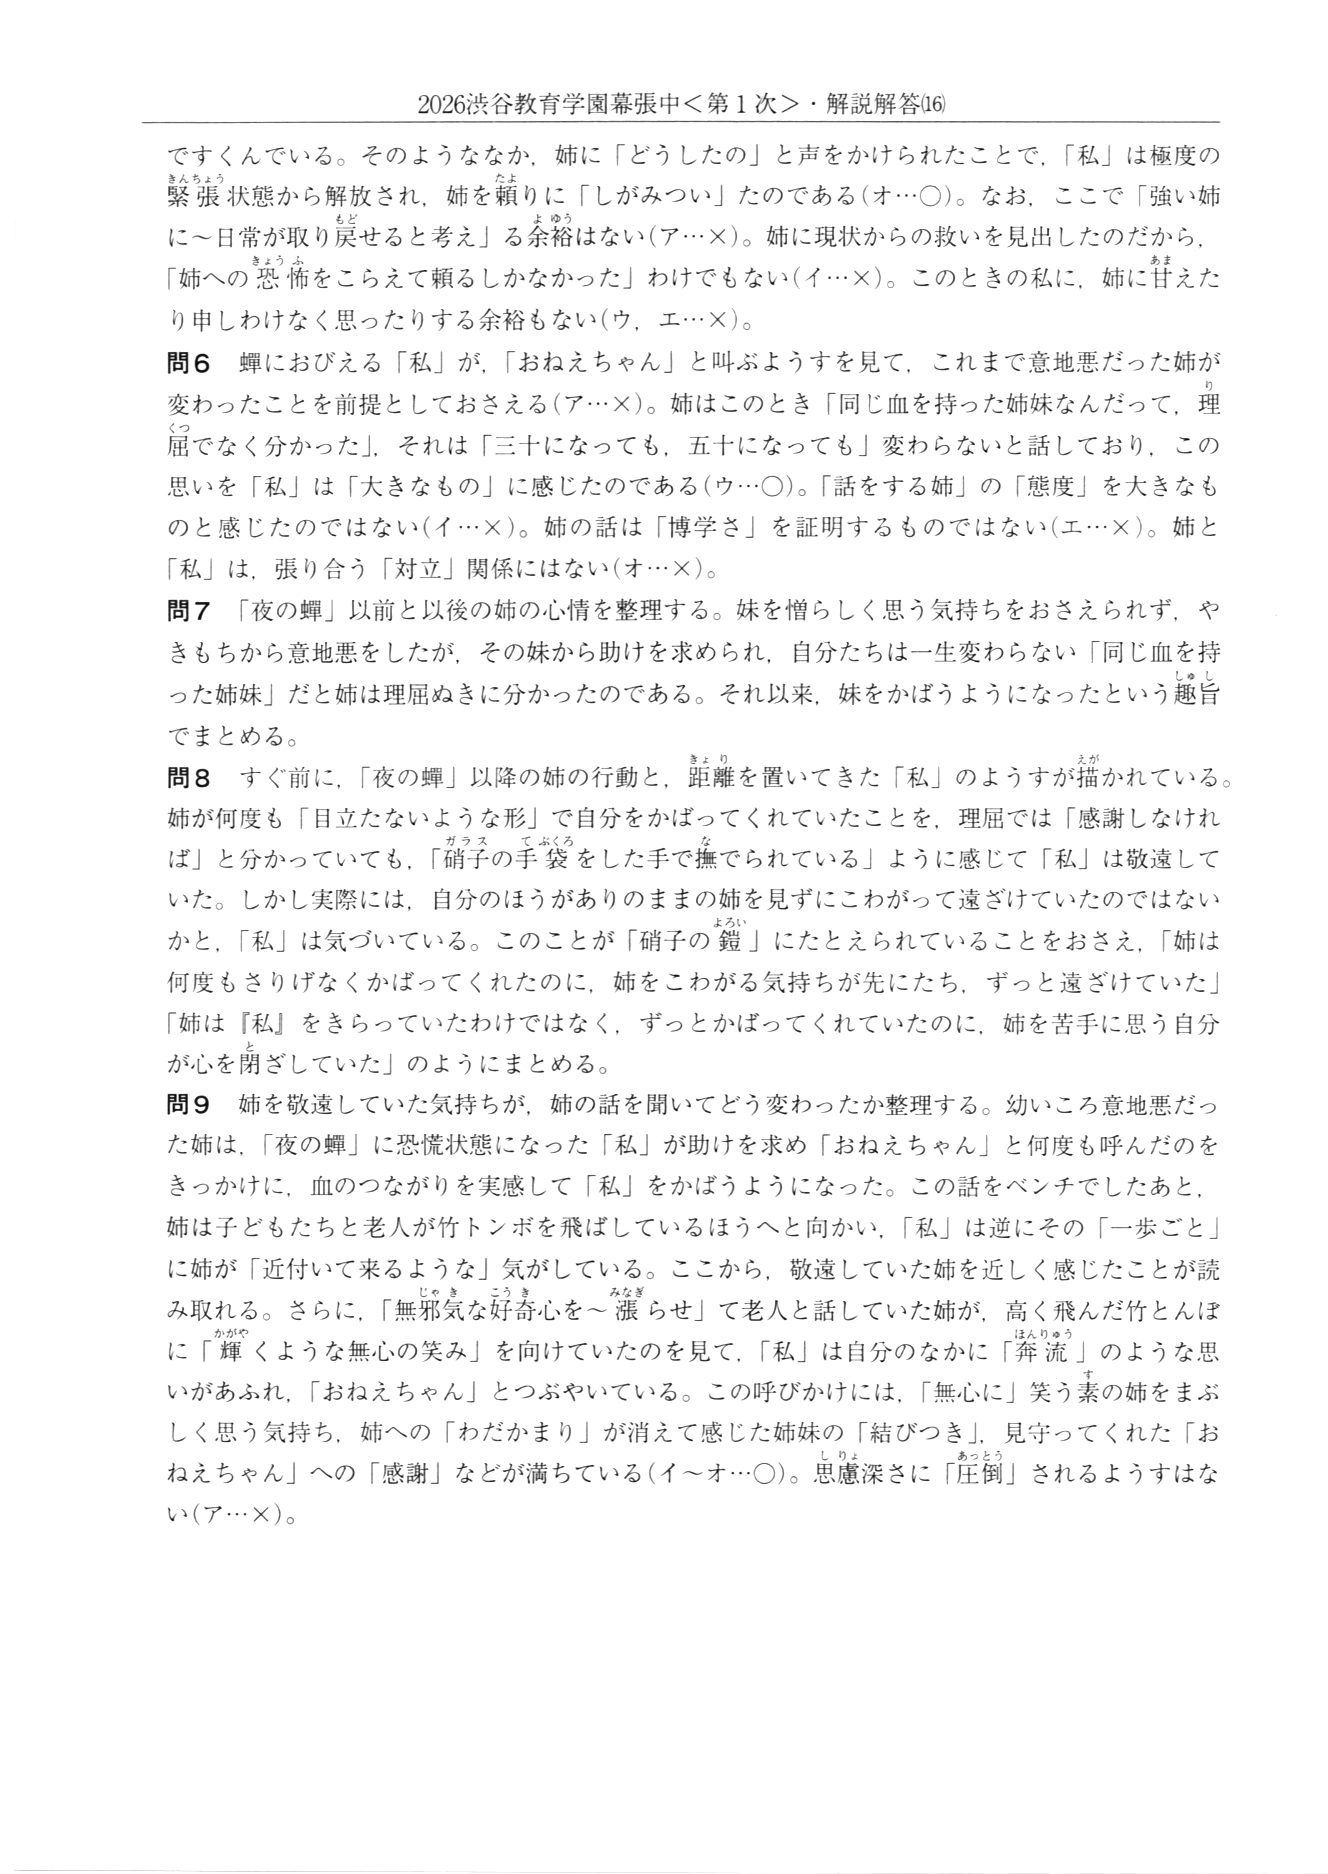 2026渋谷教育学園幕張中＜第１次＞・解説解答⒃
ですくんでいる。そのようななか，姉に「どうしたの」と声をかけられたことで，「私」は極度の
緊張状態から解放され，姉を頼りに「しがみつい」たのである(オ…○)。なお，ここで「強い姉
に～日常が取り戻せると考え」る余裕はない(ア…×)。姉に現状からの救いを見出したのだから，
「姉への恐怖をこらえて頼るしかなかった」わけでもない(イ…×)。このときの私に，姉に甘えた
り申しわけなく思ったりする余裕もない(ウ，エ…×)。
問６　蟬におびえる「私」が，「おねえちゃん」と叫ぶようすを見て，これまで意地悪だった姉が
変わったことを前提としておさえる(ア…×)。姉はこのとき「同じ血を持った姉妹なんだって，理
屈でなく分かった」，それは「三十になっても，五十になっても」変わらないと話しており，この
思いを「私」は「大きなもの」に感じたのである(ウ…○)。「話をする姉」の「態度」を大きなも
のと感じたのではない(イ…×)。姉の話は「博学さ」を証明するものではない(エ…×)。姉と
「私」は，張り合う「対立」関係にはない(オ…×)。
問７　「夜の蟬」以前と以後の姉の心情を整理する。妹を憎らしく思う気持ちをおさえられず，や
きもちから意地悪をしたが，その妹から助けを求められ，自分たちは一生変わらない「同じ血を持
った姉妹」だと姉は理屈ぬきに分かったのである。それ以来，妹をかばうようになったという趣旨
でまとめる。
問８　すぐ前に，「夜の蟬」以降の姉の行動と，距離を置いてきた「私」のようすが描かれている。
姉が何度も「目立たないような形」で自分をかばってくれていたことを，理屈では「感謝しなけれ
ば」と分かっていても，「硝子の手袋をした手で撫でられている」ように感じて「私」は敬遠して
いた。しかし実際には，自分のほうがありのままの姉を見ずにこわがって遠ざけていたのではない
かと，「私」は気づいている。このことが「硝子の鎧」にたとえられていることをおさえ，「姉は
何度もさりげなくかばってくれたのに，姉をこわがる気持ちが先にたち，ずっと遠ざけていた」
「姉は『私』をきらっていたわけではなく，ずっとかばってくれていたのに，姉を苦手に思う自分
が心を閉ざしていた」のようにまとめる。
問９　姉を敬遠していた気持ちが，姉の話を聞いてどう変わったか整理する。幼いころ意地悪だっ
た姉は，「夜の蟬」に恐慌状態になった「私」が助けを求め「おねえちゃん」と何度も呼んだのを
きっかけに，血のつながりを実感して「私」をかばうようになった。この話をベンチでしたあと，
姉は子どもたちと老人が竹トンボを飛ばしているほうへと向かい，「私」は逆にその「一歩ごと」
に姉が「近付いて来るような」気がしている。ここから，敬遠していた姉を近しく感じたことが読
み取れる。さらに，「無邪気な好奇心を～漲らせ」て老人と話していた姉が，高く飛んだ竹とんぼ
に「輝くような無心の笑み」を向けていたのを見て，「私」は自分のなかに「奔流」のような思
いがあふれ，「おねえちゃん」とつぶやいている。この呼びかけには，「無心に」笑う素の姉をまぶ
しく思う気持ち，姉への「わだかまり」が消えて感じた姉妹の「結びつき」，見守ってくれた「お
ねえちゃん」への「感謝」などが満ちている(イ～オ…○)。思慮深さに「圧倒」されるようすはな
い(ア…×)。